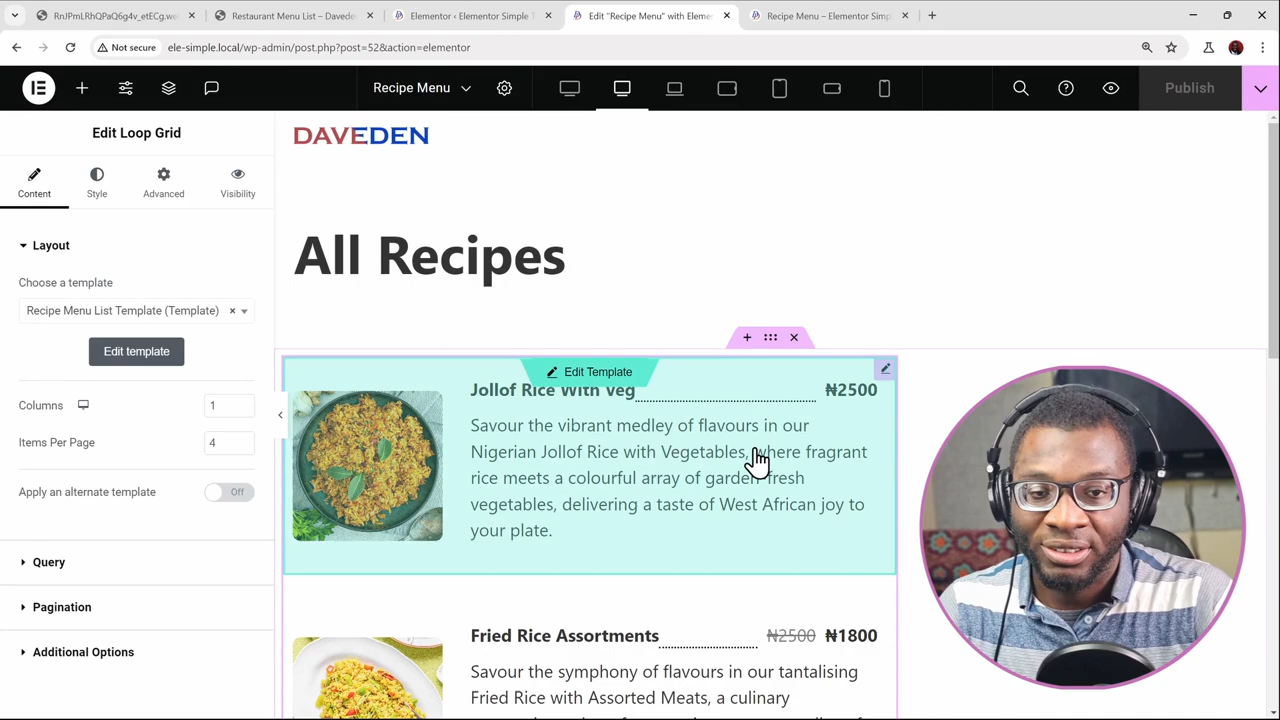 RnJPmLRhQPaQ6g4v_etECg.we
Restaurant Menu List – Davede
Elementor ‹ Elementor Simple T
Edit "Recipe Menu" with Eleme
Recipe Menu – Elementor Simp
Not secure
ele-simple.local/wp-admin/post.php?post=52&action=elementor
Recipe Menu
Publish
Edit Loop Grid
Content
Style
Advanced
Visibility
Layout
Choose a template
Recipe Menu List Template (Template)
Edit template
Columns
1
Items Per Page
4
Apply an alternate template
Off
Query
Pagination
Additional Options
DAVEDEN
All Recipes
Edit Template
Jollof Rice With Veg ₦2500
Savour the vibrant medley of flavours in our
Nigerian Jollof Rice with Vegetables, where fragrant
rice meets a colourful array of garden-fresh
vegetables, delivering a taste of West African joy to
your plate.
Fried Rice Assortments ₦2500 ₦1800
Savour the symphony of flavours in our tantalising
Fried Rice with Assorted Meats, a culinary